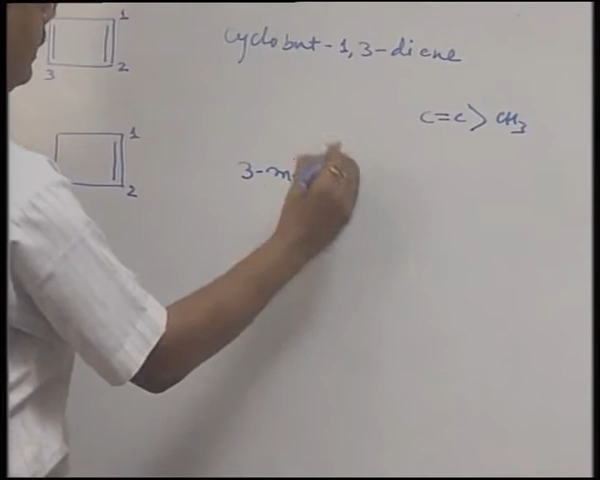 1
cyclobut-1,3-diene
3
2
C=C > CH3
1
3-m
2